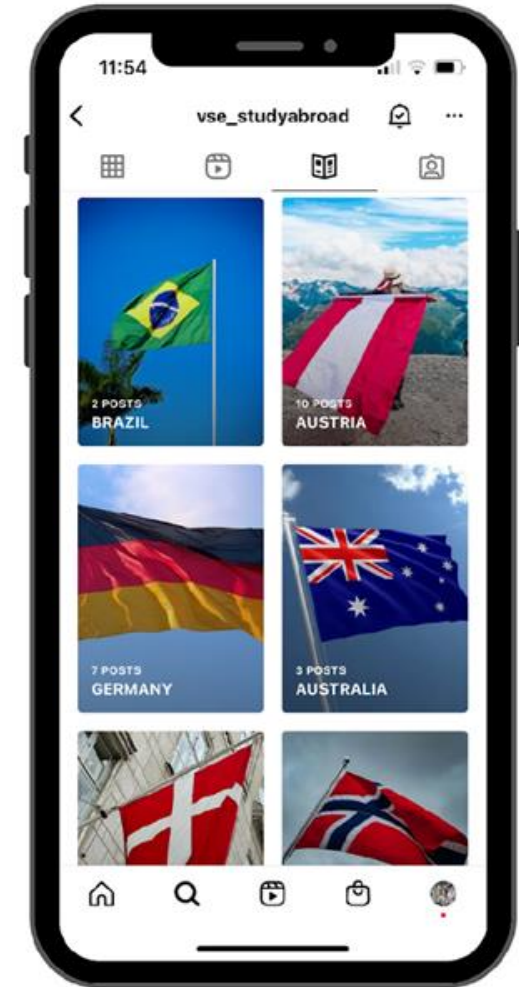 11:54
vse_studyabroad
2 POSTS
BRAZIL
10 POSTS
AUSTRIA
7 POSTS
GERMANY
3 POSTS
AUSTRALIA